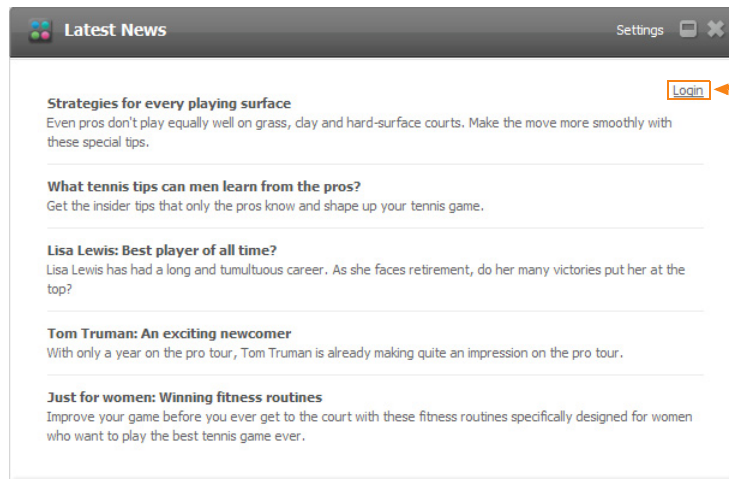 Latest News
Settings
Login
Strategies for every playing surface
Even pros don't play equally well on grass, clay and hard-surface courts. Make the move more smoothly with
these special tips.
What tennis tips can men learn from the pros?
Get the insider tips that only the pros know and shape up your tennis game.
Lisa Lewis: Best player of all time?
Lisa Lewis has had a long and tumultuous career. As she faces retirement, do her many victories put her at the
top?
Tom Truman: An exciting newcomer
With only a year on the pro tour, Tom Truman is already making quite an impression on the pro tour.
Just for women: Winning fitness routines
Improve your game before you ever get to the court with these fitness routines specifically designed for women
who want to play the best tennis game ever.